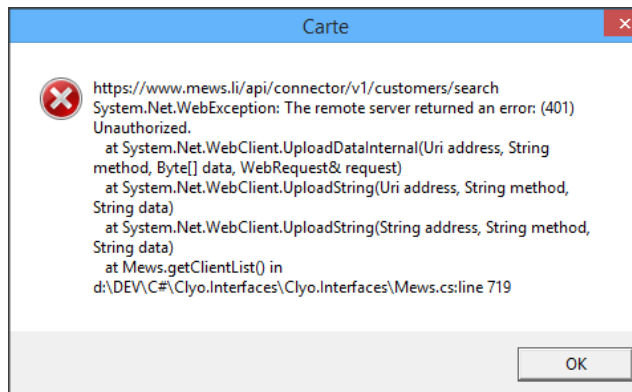 Carte
https://www.mews.li/api/connector/v1/customers/search
System.Net.WebException: The remote server returned an error: (401)
Unauthorized.
at System.Net.WebClient.UploadDataInternal(Uri address, String
method, Byte[] data, WebRequest& request)
at System.Net.WebClient.UploadString(Uri address, String method,
String data)
at System.Net.WebClient.UploadString(String address, String method,
String data)
at Mews.getClientList() in
d:\DEV\C#\Clyo.Interfaces\Clyo.Interfaces\Mews.cs:line 719
OK